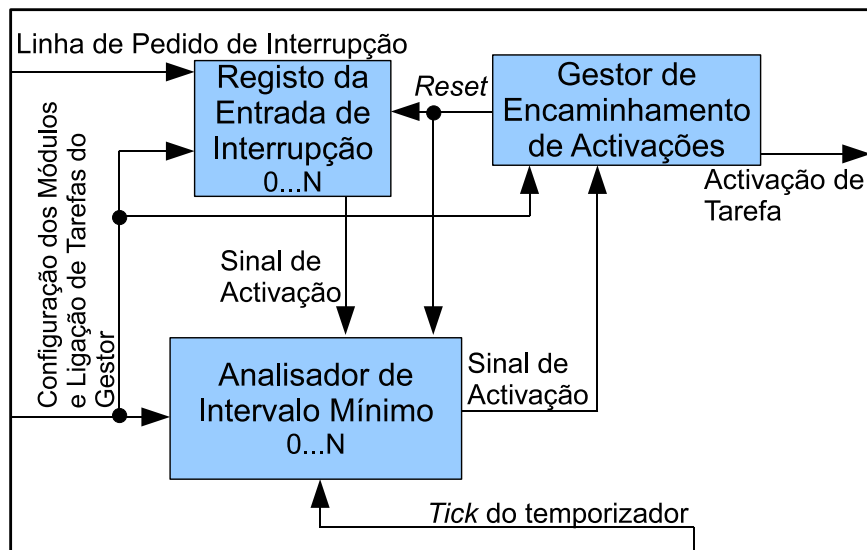 Linha de Pedido de Interrupção
Registo da
Entrada de
Interrupção
0...N
Reset
Gestor de
Encaminhamento
de Activações
Activação de
Tarefa
Configuração dos Módulos
e Ligação de Tarefas do
Gestor
Sinal de
Activação
Analisador de
Intervalo Mínimo
0...N
Sinal de
Activação
Tick do temporizador